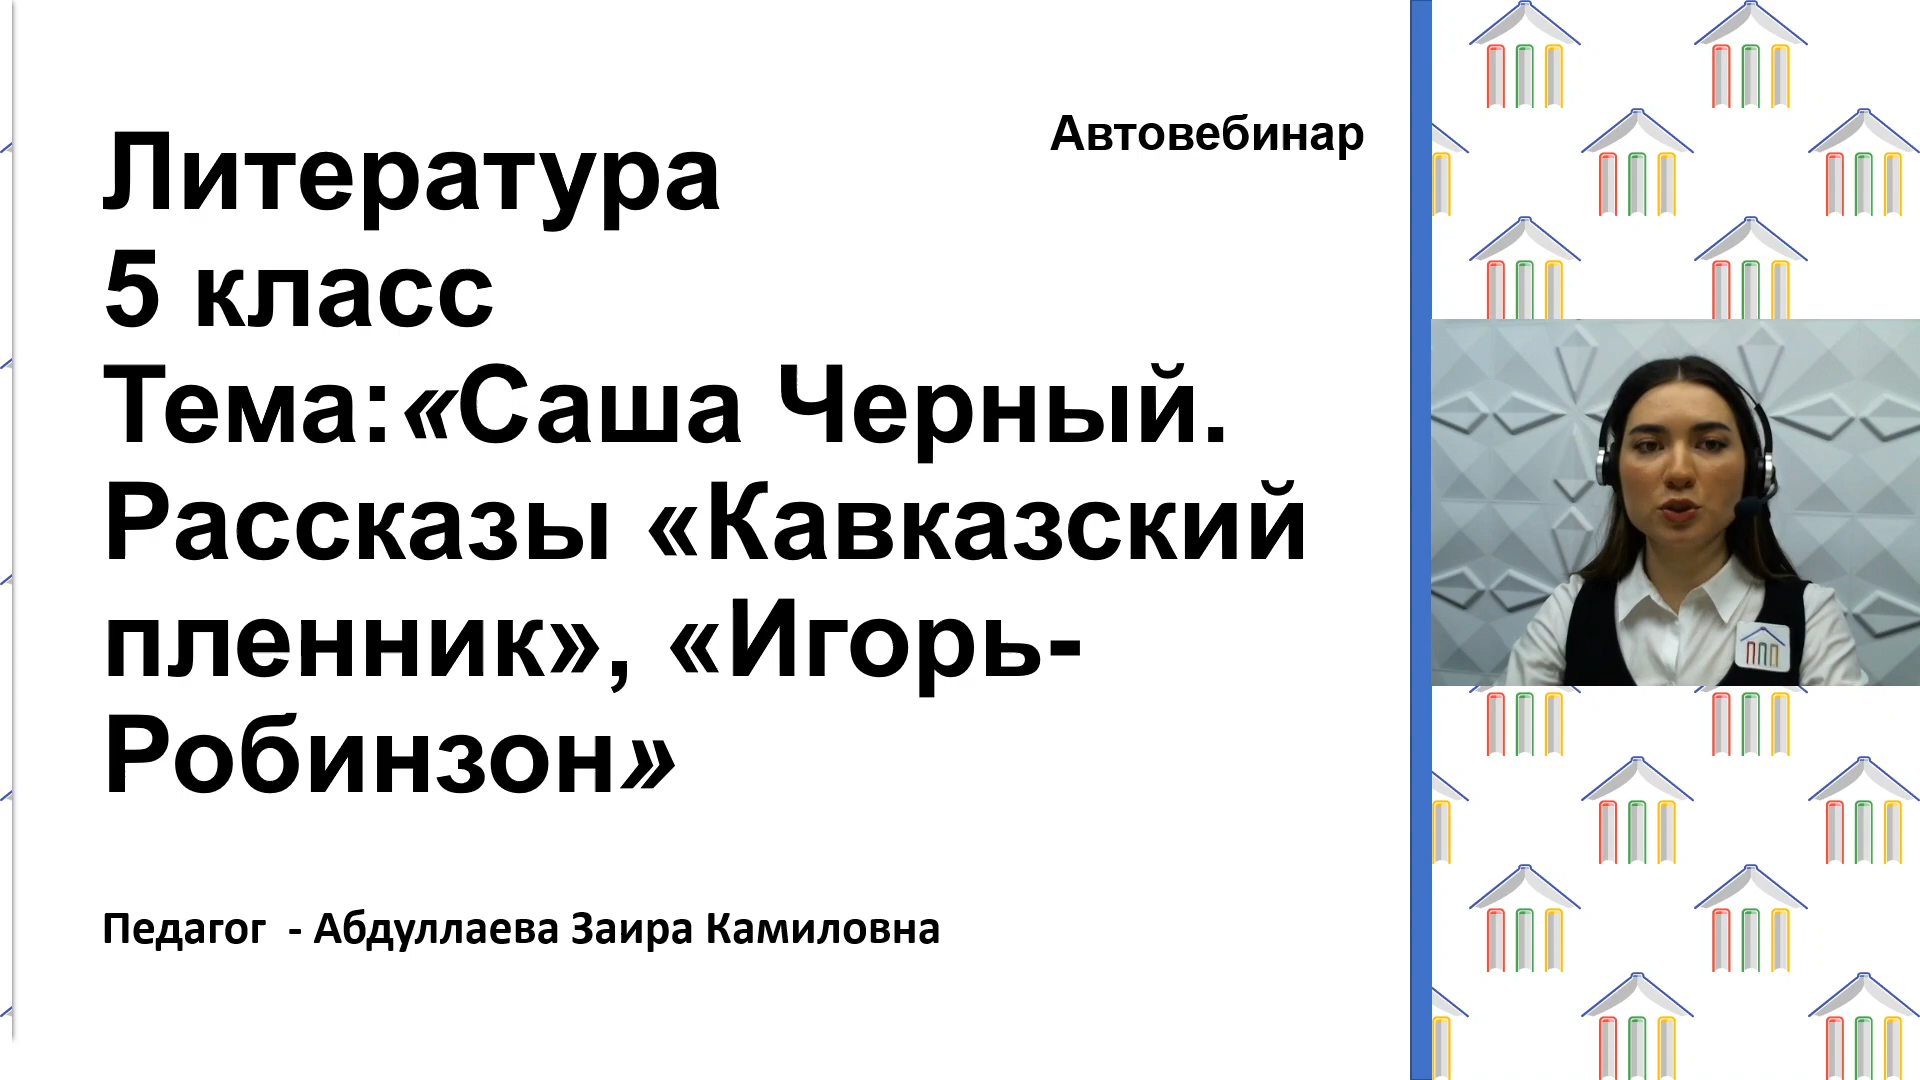 Автовебинар
Литература
5 класс
Тема:«Саша Черный.
Рассказы «Кавказский
пленник», «Игорь-
Робинзон»
Педагог - Абдуллаева Заира Камиловна